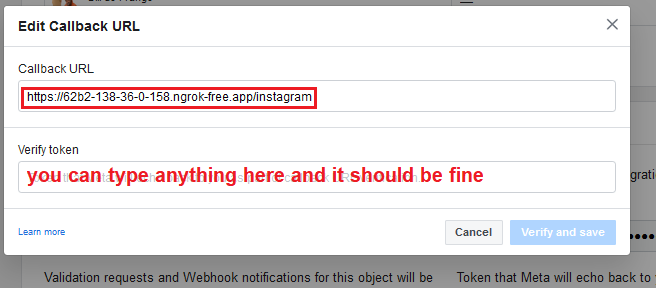 Edit Callback URL
Callback URL
https://62b2-138-36-0-158.ngrok-free.app/instagram
Verify token
you can type anything here and it should be fine
Learn more
Cancel
Verify and save
Validation requests and Webhook notifications for this object will be
Token that Meta will echo back to